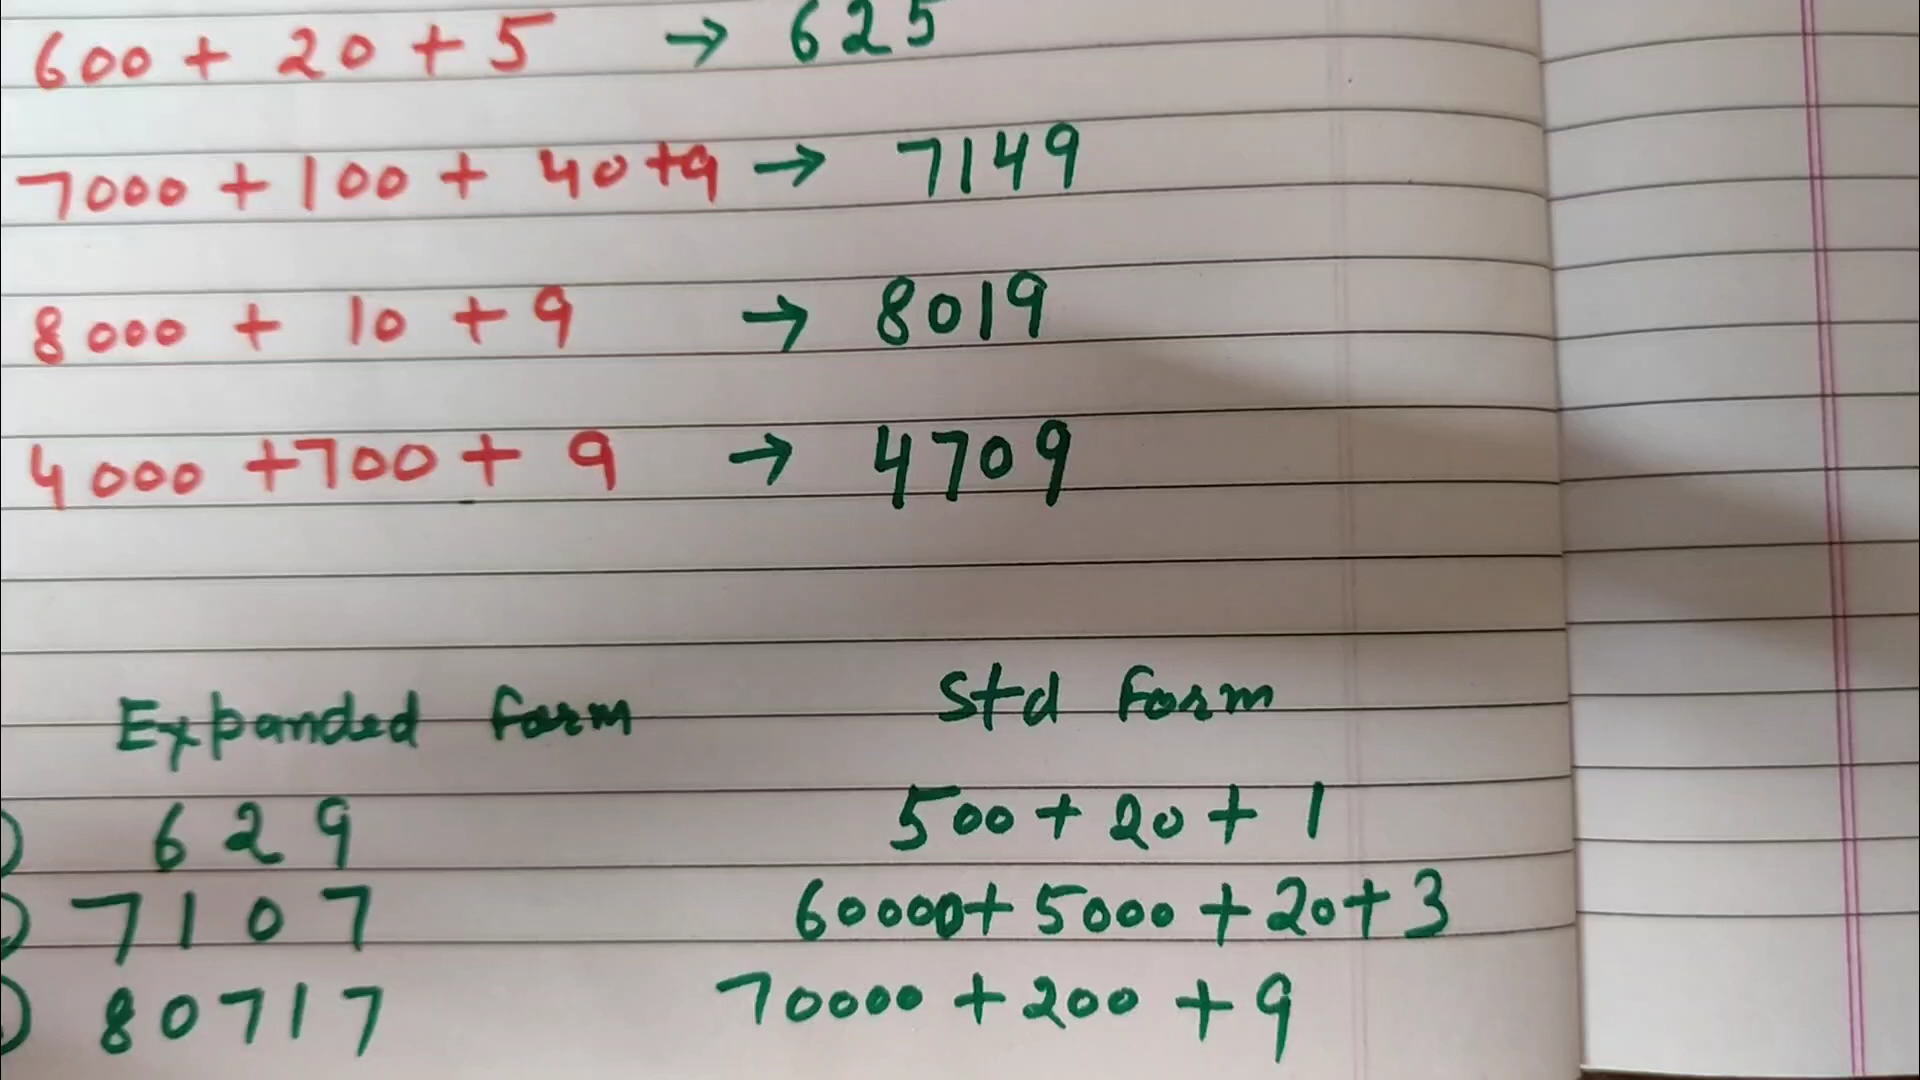 600 + 20 + 5 → 625
7000 + 100 + 40+9 → 7149
8000 + 10 + 9 → 8019
4000 +700 + 9 → 4709
Expanded Form Std Form
629 500 + 20 + 1
7107 60000+ 5000 + 20+ 3
80717 70000 + 200 + 9